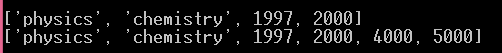 ['physics', 'chemistry', 1997, 2000]
['physics', 'chemistry', 1997, 2000, 4000, 5000]